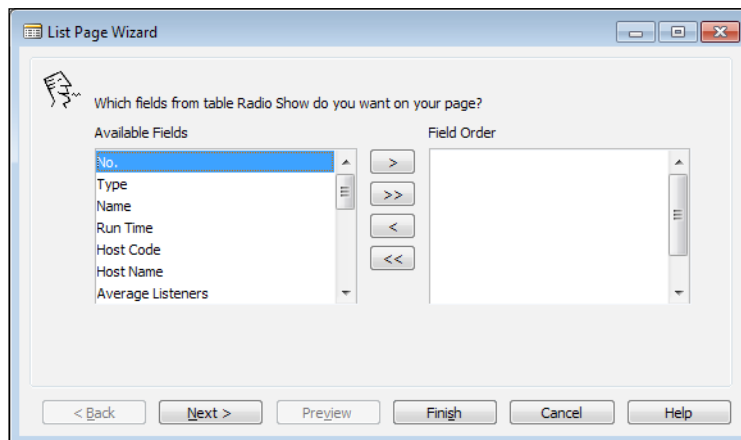 List Page Wizard
Which fields from table Radio Show do you want on your page?
Available Fields
Field Order
No.
Type
Name
Run Time
Host Code
Host Name
Average Listeners
>
>>
<
<<
< Back
Next >
Preview
Finish
Cancel
Help